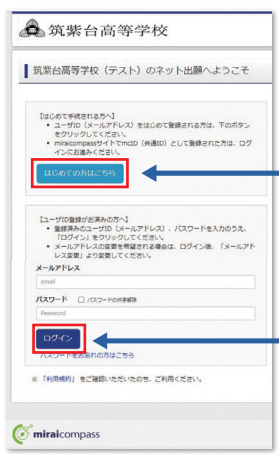 筑紫台高等学校
筑紫台高等学校（テスト）のネット出願へようこそ
【はじめて手続される方へ】
• ユーザID（メールアドレス）をはじめて登録される方は、下のボタン
をクリックしてください。
• miraicompassサイトでmcID（共通ID）として登録された方は、ログ
インにお進みください。
はじめての方はこちら
【ユーザID登録がお済みの方へ】
• 登録済みのユーザID（メールアドレス）、パスワードを入力のうえ、
「ログイン」をクリックしてください。
• メールアドレスの変更を希望される場合は、ログイン後、「メールアド
レス変更」より変更してください。
メールアドレス
email
パスワード パスワードの伏字解除
Password
ログイン
パスワードをお忘れの方はこちら
※ 「利用規約」をご確認いただいたのち、ご利用ください。
miraicompass